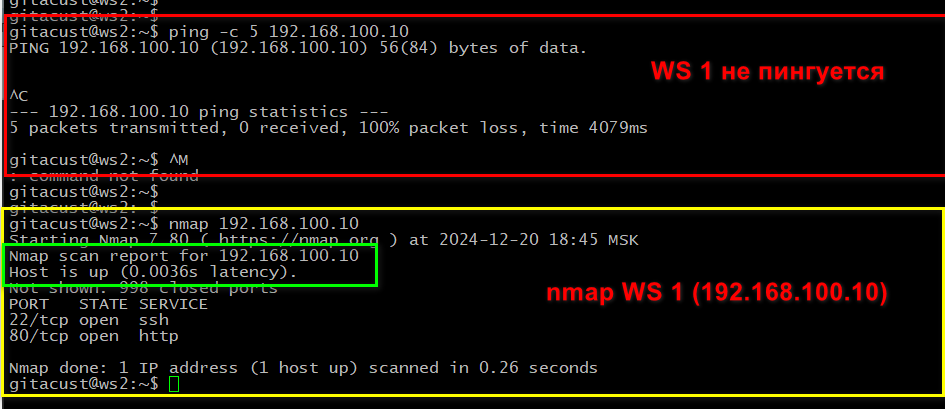 gitacust@ws2:~$
gitacust@ws2:~$
gitacust@ws2:~$ ping -c 5 192.168.100.10
PING 192.168.100.10 (192.168.100.10) 56(84) bytes of data.
WS 1 не пингуется
^C
--- 192.168.100.10 ping statistics ---
5 packets transmitted, 0 received, 100% packet loss, time 4079ms
gitacust@ws2:~$ ^M
: command not found
gitacust@ws2:~$
gitacust@ws2:~$
gitacust@ws2:~$ nmap 192.168.100.10
Starting Nmap 7.80 ( https://nmap.org ) at 2024-12-20 18:45 MSK
Nmap scan report for 192.168.100.10
Host is up (0.0036s latency).
Not shown: 998 closed ports
PORT   STATE SERVICE
nmap WS 1 (192.168.100.10)
22/tcp open  ssh
80/tcp open  http
Nmap done: 1 IP address (1 host up) scanned in 0.26 seconds
gitacust@ws2:~$